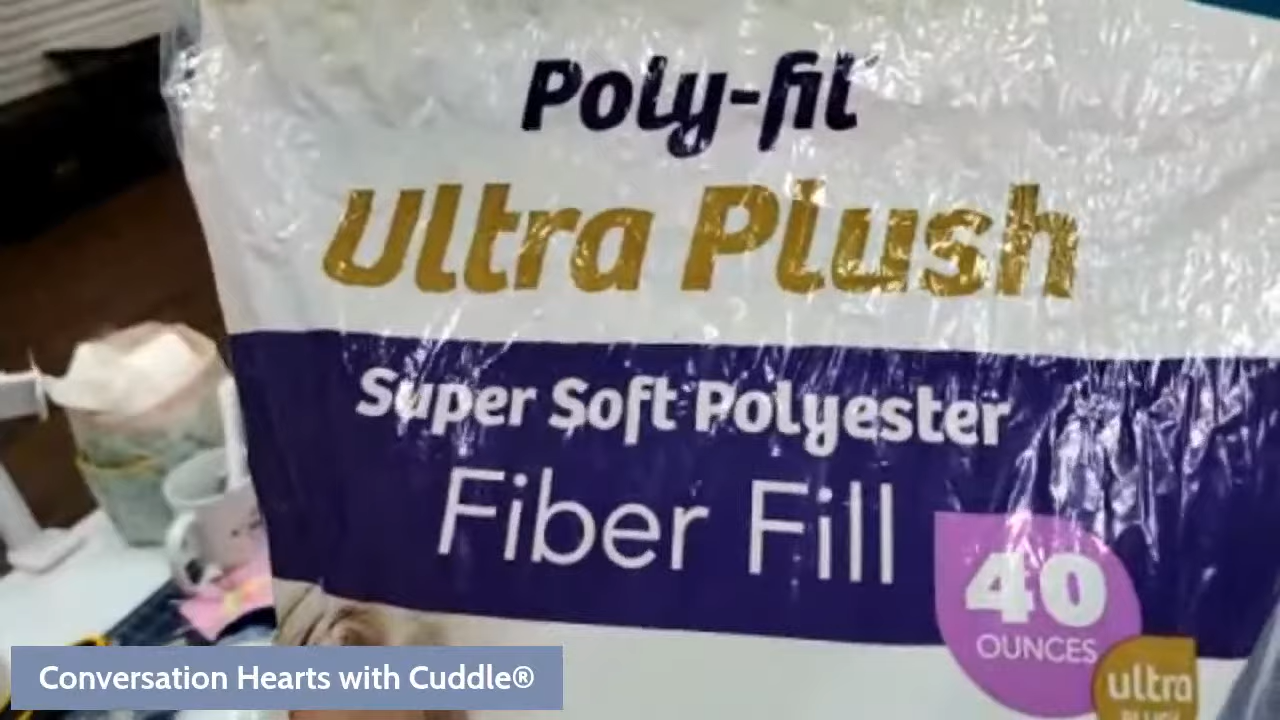 Poly-fil
Ultra Plush
Super Soft Polyester
Fiber Fill
40
OUNCES
ultra
Conversation Hearts with Cuddle®